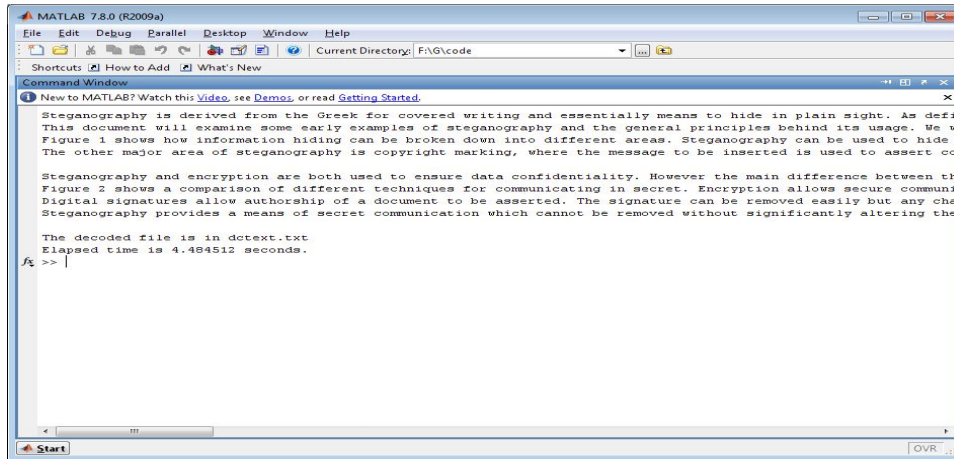 MATLAB 7.8.0 (R2009a)
File Edit Debug Parallel Desktop Window Help
Current Directory: F:\G\code
Shortcuts How to Add What's New
Command Window
New to MATLAB? Watch this Video, see Demos, or read Getting Started.
Steganography is derived from the Greek for covered writing and essentially means to hide in plain sight. As defi
This document will examine some early examples of steganography and the general principles behind its usage. We w
Figure 1 shows how information hiding can be broken down into different areas. Steganography can be used to hide
The other major area of steganography is copyright marking, where the message to be inserted is used to assert co
Steganography and encryption are both used to ensure data confidentiality. However the main difference between th
Figure 2 shows a comparison of different techniques for communicating in secret. Encryption allows secure communi
Digital signatures allow authorship of a document to be asserted. The signature can be removed easily but any cha
Steganography provides a means of secret communication which cannot be removed without significantly altering the
The decoded file is in dctext.txt
Elapsed time is 4.484512 seconds.
fx >>
Start OVR